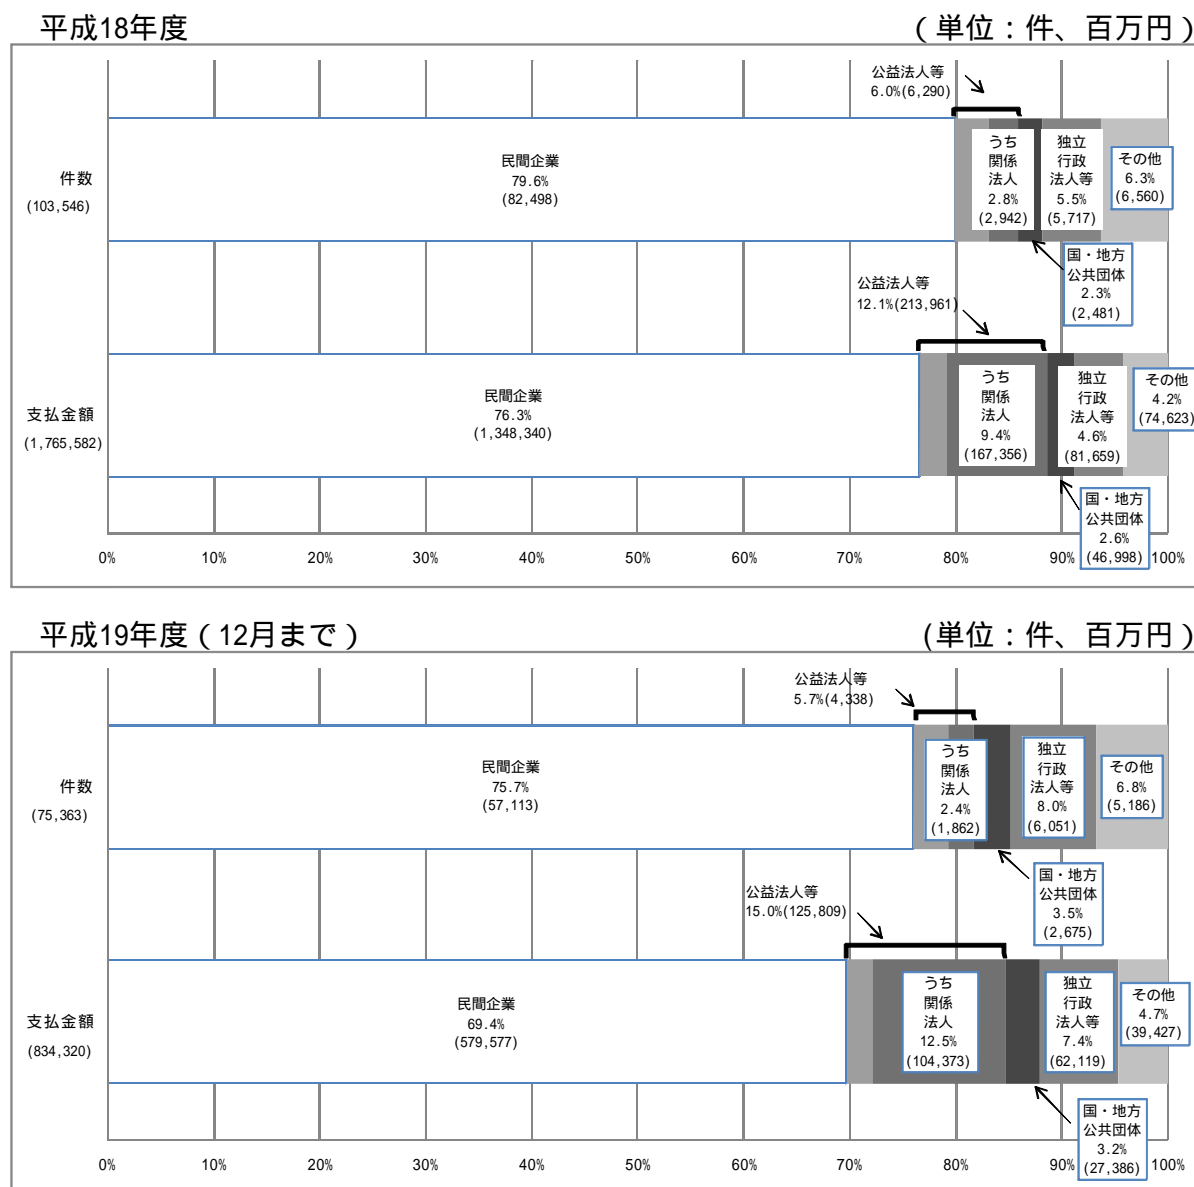 平成18年度
(単位：件、百万円)
公益法人等
6.0%(6,290)
民間企業
79.6%
(82,498)
件数
(103,546)
うち
関係
法人
2.8%
(2,942)
独立
行政
法人等
5.5%
(5,717)
その他
6.3%
(6,560)
国・地方
公共団体
2.3%
(2,481)
公益法人等
12.1%(213,961)
民間企業
76.3%
(1,348,340)
支払金額
(1,765,582)
うち
関係
法人
9.4%
(167,356)
独立
行政
法人等
4.6%
(81,659)
その他
4.2%
(74,623)
国・地方
公共団体
2.6%
(46,998)
0% 10% 20% 30% 40% 50% 60% 70% 80% 90% 100%
平成19年度（12月まで）
(単位：件、百万円)
公益法人等
5.7%(4,338)
民間企業
75.7%
(57,113)
件数
(75,363)
うち
関係
法人
2.4%
(1,862)
独立
行政
法人等
8.0%
(6,051)
その他
6.8%
(5,186)
国・地方
公共団体
3.5%
(2,675)
公益法人等
15.0%(125,809)
民間企業
69.4%
(579,577)
支払金額
(834,320)
うち
関係
法人
12.5%
(104,373)
独立
行政
法人等
7.4%
(62,119)
その他
4.7%
(39,427)
国・地方
公共団体
3.2%
(27,386)
0% 10% 20% 30% 40% 50% 60% 70% 80% 90% 100%